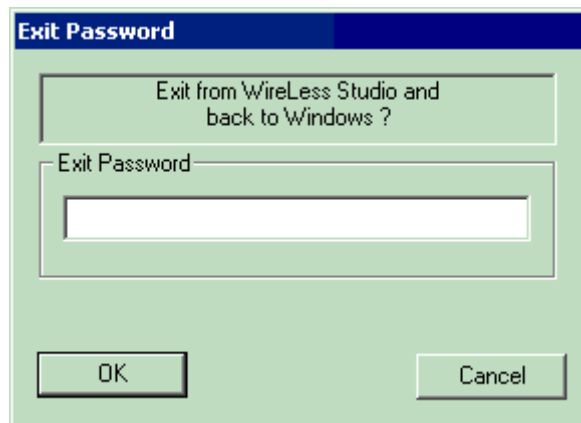 Exit Password
Exit from WireLess Studio and
back to Windows ?
Exit Password
OK
Cancel